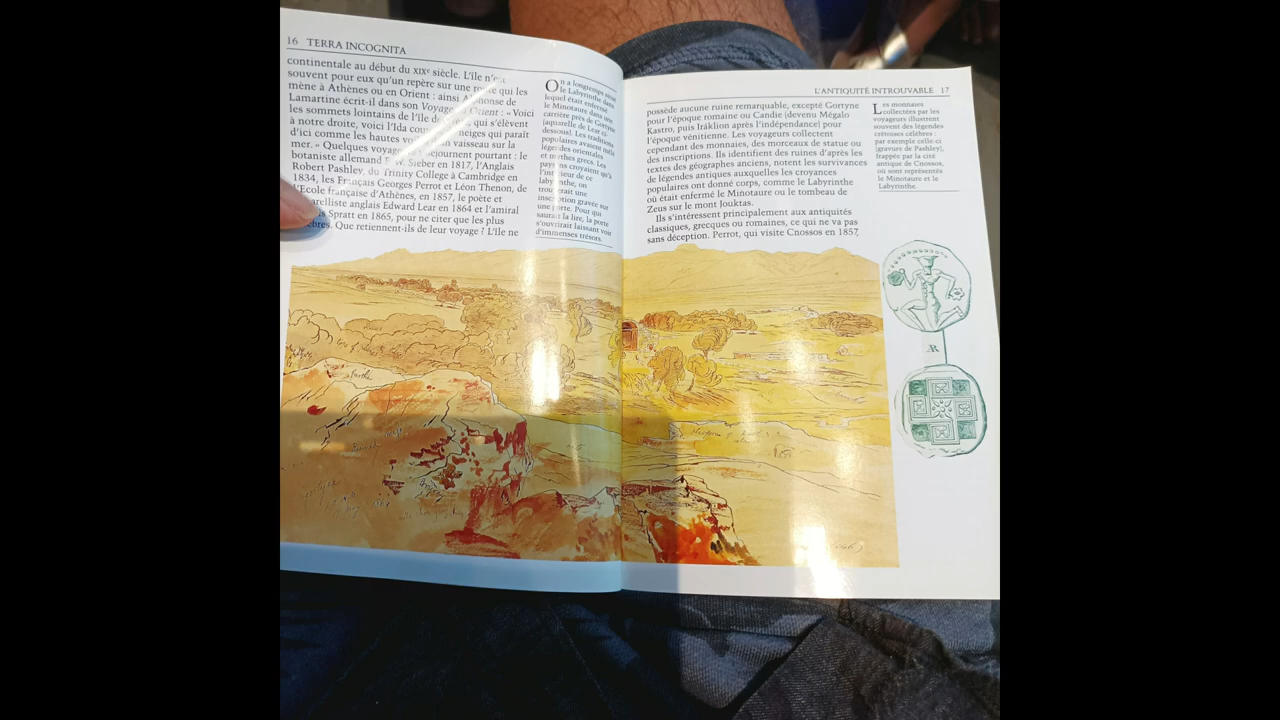 16 TERRA INCOGNITA
continentale au début du XIXe siècle. L'île n'est
souvent pour eux qu'un repère sur une route qui les
mène à Athènes ou en Orient : ainsi Alphonse de
Lamartine écrit-il dans son Voyage Orient : « Voici
les sommets lointains de l'île de qui s'élèvent
à notre droite, voici l'Ida neiges qui paraît
d'ici comme les hautes vaisseau sur la
mer. » Quelques voyageurs séjournent pourtant : le
botaniste allemand F. W. Sieber en 1817, l'Anglais
Robert Pashley, du Trinity College à Cambridge en
1834, les Français Georges Perrot et Léon Thenon, de
l'Ecole française d'Athènes, en 1857, le poète et
arelliste anglais Edward Lear en 1864 et l'amiral
Spratt en 1865, pour ne citer que les plus
èbres. Que retiennent-ils de leur voyage ? L'île ne
On a longtemps
le Labyrinthe dans
lequel était enfermé
le Minotaure dans une
carrière près de Gortyne
(aquarelle de Lear ci-
dessous). Les traditions
populaires avaient mêlé
légendes orientales
et mythes grecs. Les
paysans croyaient qu'à
l'intérieur de ce
labyrinthe, on
trouverait une
inscription gravée sur
une porte. Pour qui
saurait la lire, la porte
s'ouvrirait laissant voir
d'immenses trésors.
L'ANTIQUITÉ INTROUVABLE 17
possède aucune ruine remarquable, excepté Gortyne
pour l'époque romaine ou Candie (devenu Mégalo
Kastro, puis Iráklion après l'indépendance) pour
l'époque vénitienne. Les voyageurs collectent
cependant des monnaies, des morceaux de statue ou
des inscriptions. Ils identifient des ruines d'après les
textes des géographes anciens, notent les survivances
de légendes antiques auxquelles les croyances
populaires ont donné corps, comme le Labyrinthe
où était enfermé le Minotaure ou le tombeau de
Zeus sur le mont Jouktas.
Ils s'intéressent principalement aux antiquités
classiques, grecques ou romaines, ce qui ne va pas
sans déception. Perrot, qui visite Cnossos en 1857,
Les monnaies
collectées par les
voyageurs illustrent
souvent des légendes
crétoises célèbres :
par exemple celle-ci
(gravure de Pashley),
frappée par la cité
antique de Cnossos,
où sont représentés
le Minotaure et le
Labyrinthe.